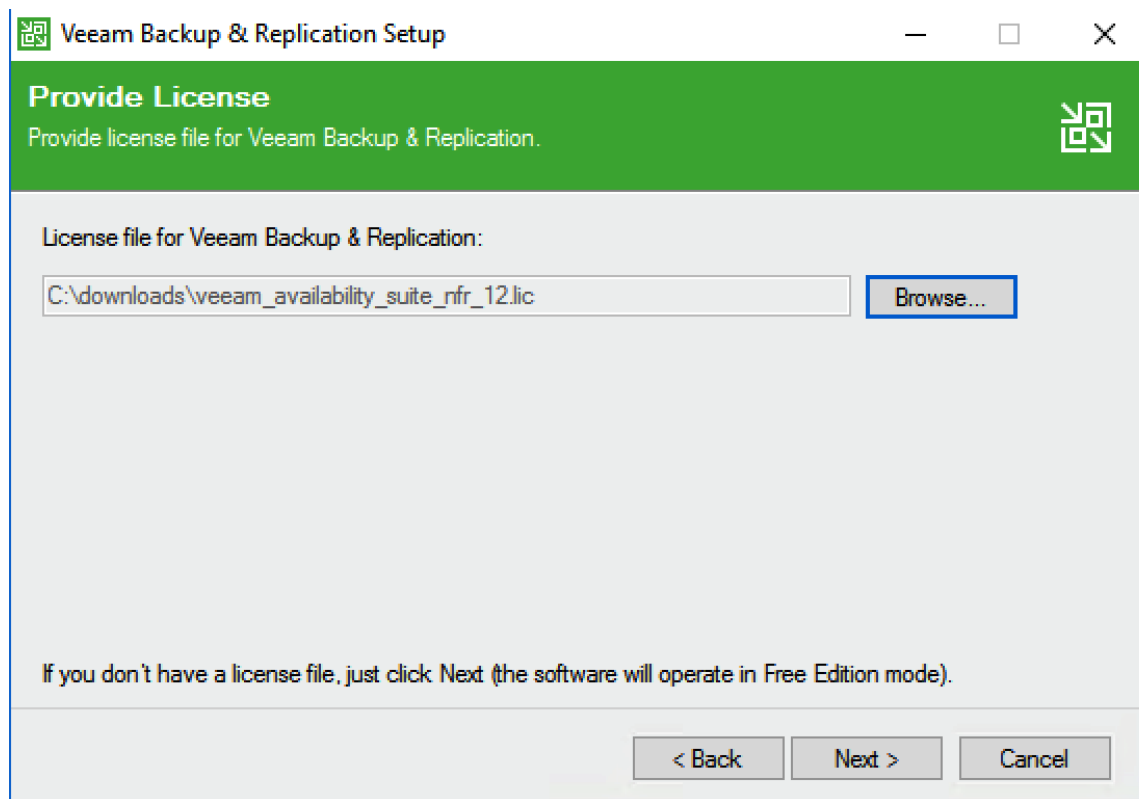 Veeam Backup & Replication Setup
Provide License
Provide license file for Veeam Backup & Replication.
License file for Veeam Backup & Replication:
C:\downloads\veeam_availability_suite_nfr_12.lic
Browse...
If you don't have a license file, just click Next (the software will operate in Free Edition mode).
< Back
Next >
Cancel